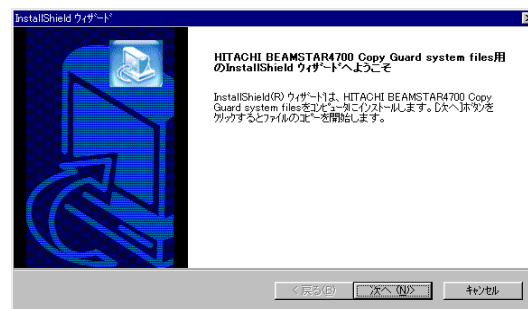 InstallShield ウィザード
HITACHI BEAMSTAR4700 Copy Guard system files用
のInstallShield ウィザードへようこそ
InstallShield(R) ウィザードは、HITACHI BEAMSTAR4700 Copy
Guard system filesをコンピュータにインストールします。[次へ]ボタンを
クリックするとファイルのコピーを開始します。
< 戻る(B)
次へ (N)>
キャンセル